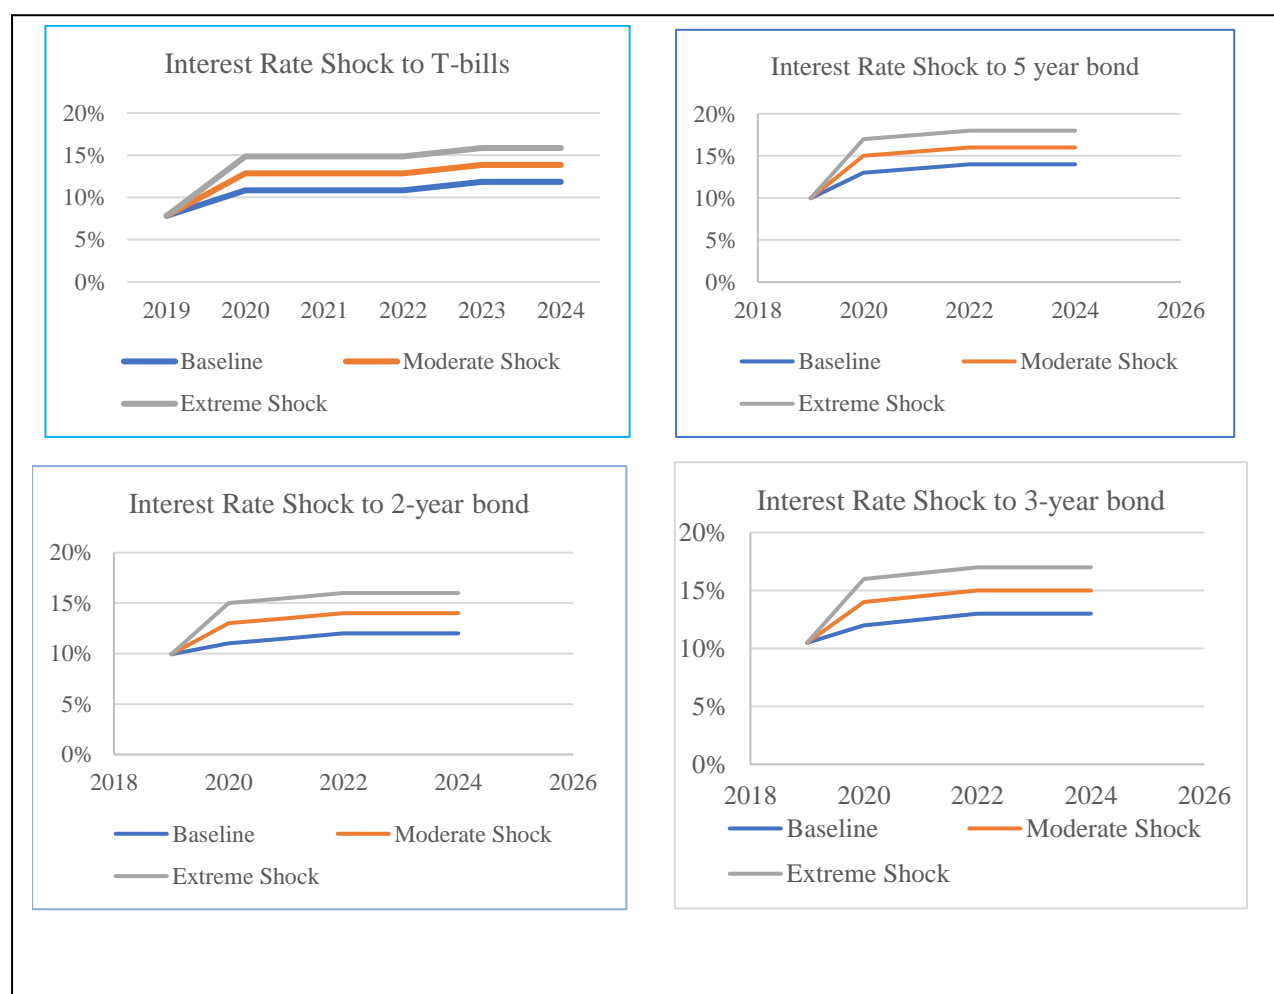 Interest Rate Shock to T-bills
20%
15%
10%
5%
0%
2019 2020 2021 2022 2023 2024
Baseline Moderate Shock
Extreme Shock
Interest Rate Shock to 5 year bond
20%
15%
10%
5%
0%
2018 2020 2022 2024 2026
Baseline Moderate Shock
Extreme Shock
Interest Rate Shock to 2-year bond
20%
15%
10%
5%
0%
2018 2020 2022 2024 2026
Baseline Moderate Shock
Extreme Shock
Interest Rate Shock to 3-year bond
20%
15%
10%
5%
0%
2018 2020 2022 2024 2026
Baseline Moderate Shock
Extreme Shock